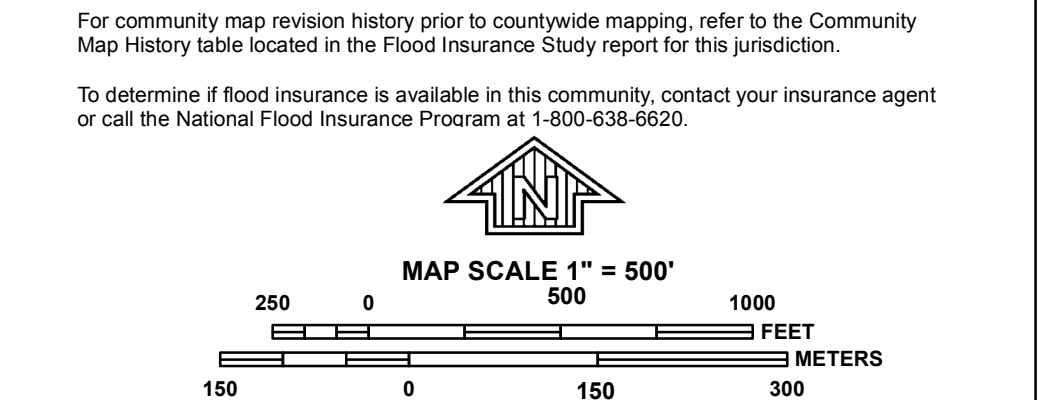 For community map revision history prior to countywide mapping, refer to the Community
Map History table located in the Flood Insurance Study report for this jurisdiction.
To determine if flood insurance is available in this community, contact your insurance agent
or call the National Flood Insurance Program at 1-800-638-6620.
N
MAP SCALE 1" = 500'
250 0 500 1000
FEET
METERS
150 0 150 300